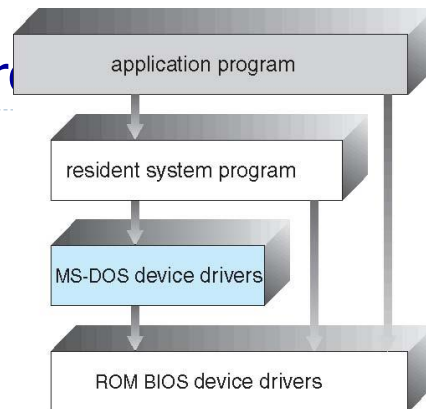 application program
resident system program
MS-DOS device drivers
ROM BIOS device drivers